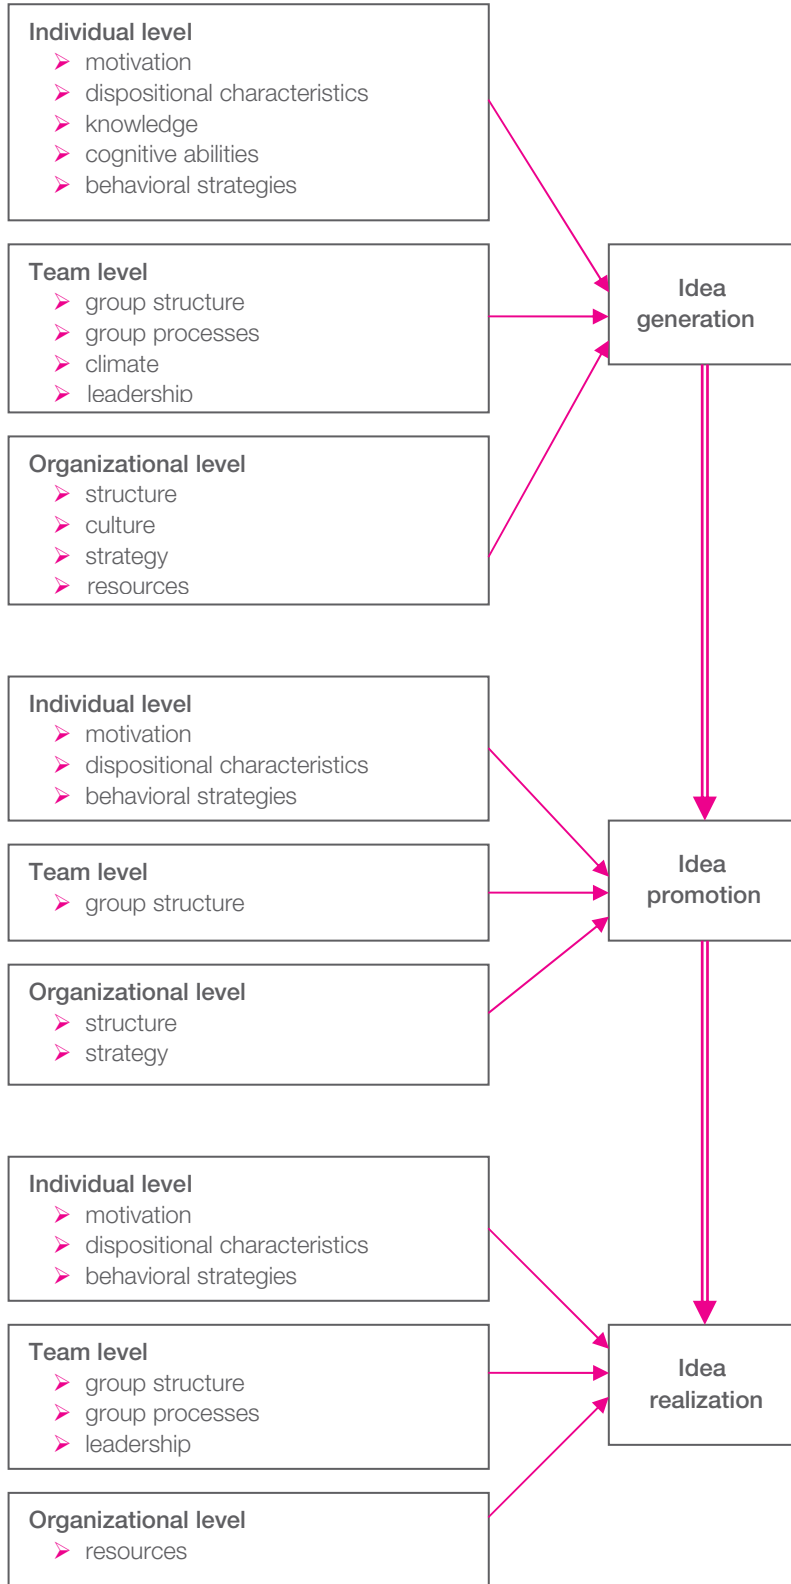 Individual level
motivation
dispositional characteristics
knowledge
cognitive abilities
behavioral strategies
Team level
group structure
group processes
climate
leadership
Organizational level
structure
culture
strategy
resources
Idea
generation
Individual level
motivation
dispositional characteristics
behavioral strategies
Team level
group structure
Organizational level
structure
strategy
Idea
promotion
Individual level
motivation
dispositional characteristics
behavioral strategies
Team level
group structure
group processes
leadership
Organizational level
resources
Idea
realization